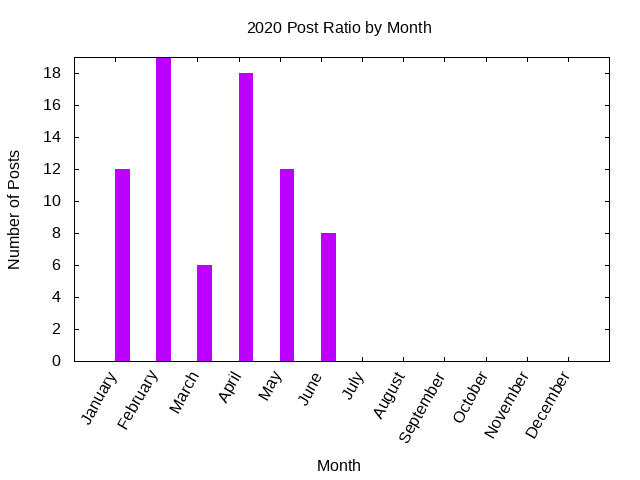 2020 Post Ratio by Month
18
16
14
12
10
8
6
4
2
0
Number of Posts
January
February
March
April
May
June
July
August
September
October
November
December
Month